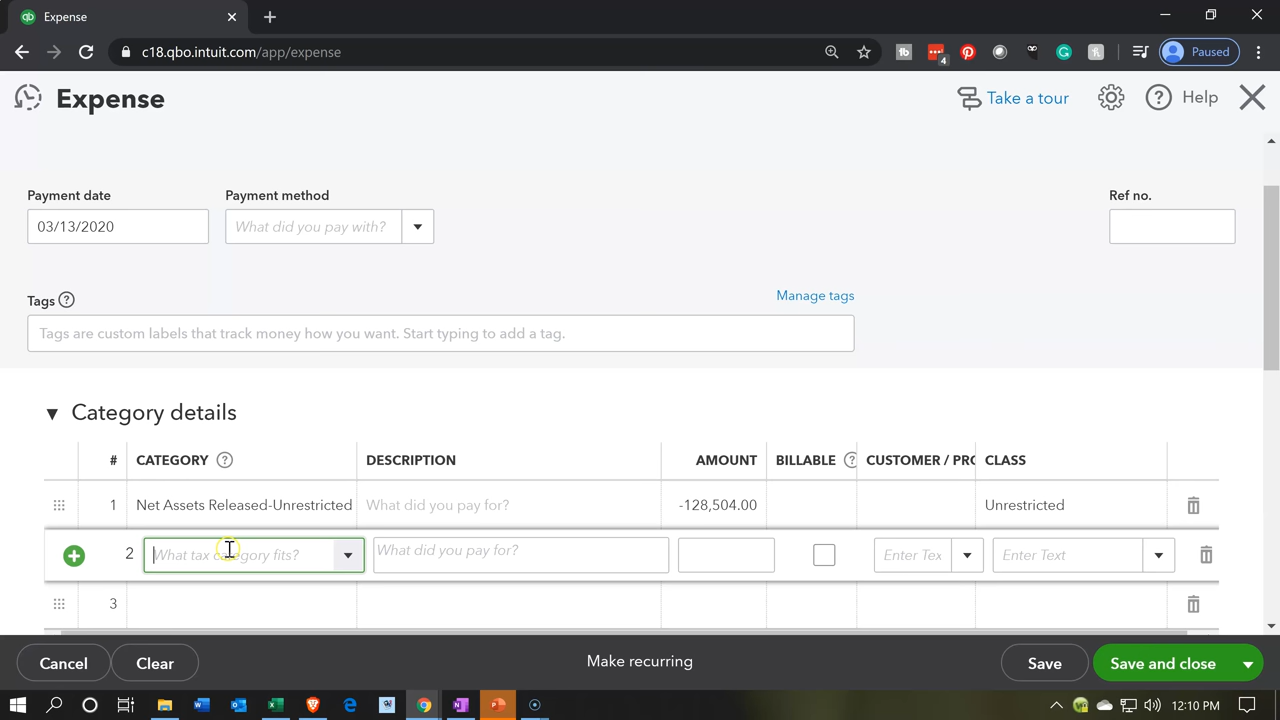 qb Expense
c18.qbo.intuit.com/app/expense
tb
4
Paused
Expense
Take a tour
? Help
Payment date
Payment method
Ref no.
03/13/2020
What did you pay with?
Tags ?
Manage tags
Tags are custom labels that track money how you want. Start typing to add a tag.
Category details
# CATEGORY ? DESCRIPTION AMOUNT BILLABLE ? CUSTOMER / PRO CLASS
1 Net Assets Released-Unrestricted What did you pay for? -128,504.00 Unrestricted
2 What tax category fits? What did you pay for? Enter Tex Enter Text
3
Cancel Clear Make recurring Save Save and close
12:10 PM